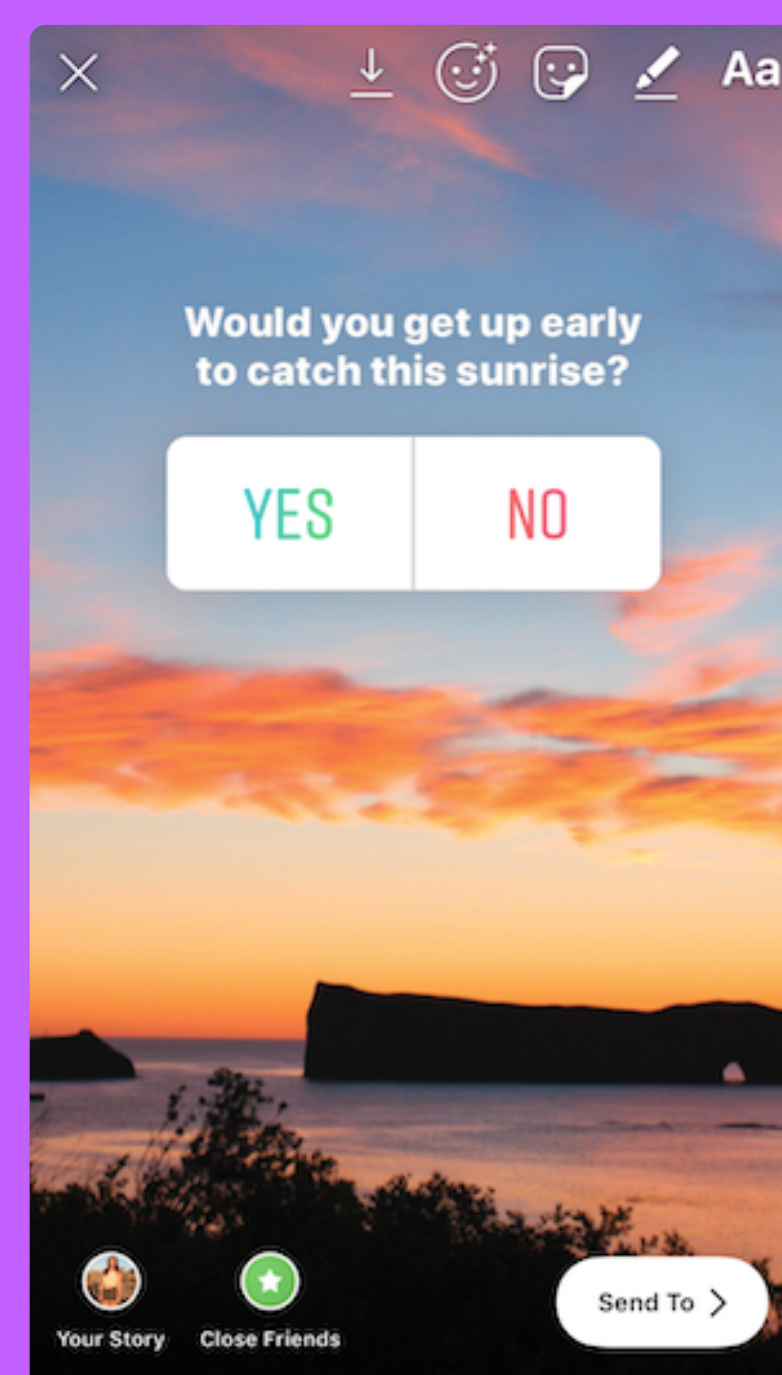 Aa
Would you get up early
to catch this sunrise?
YES
NO
Your Story
Close Friends
Send To